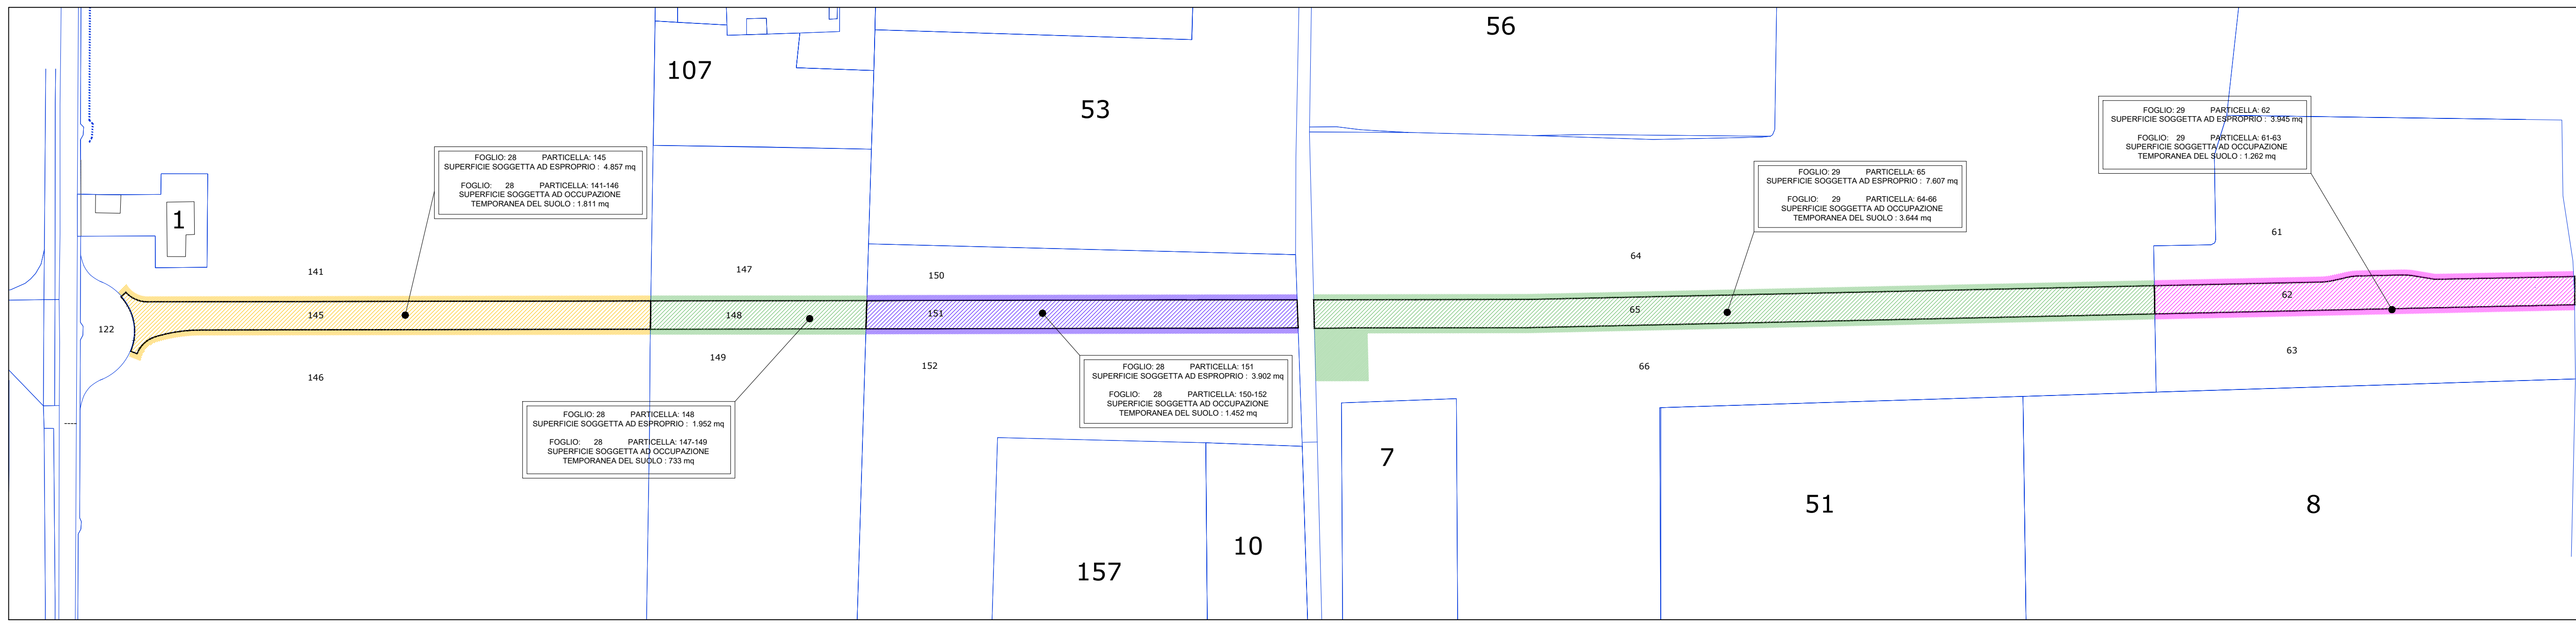 56
107
53
FOGLIO: 29 PARTICELLA: 62
SUPERFICIE SOGGETTA AD ESPROPRIO : 3.945 mq
FOGLIO: 29 PARTICELLA: 61-63
SUPERFICIE SOGGETTA AD OCCUPAZIONE
TEMPORANEA DEL SUOLO : 1.262 mq
FOGLIO: 28 PARTICELLA: 145
SUPERFICIE SOGGETTA AD ESPROPRIO : 4.857 mq
FOGLIO: 28 PARTICELLA: 141-146
SUPERFICIE SOGGETTA AD OCCUPAZIONE
TEMPORANEA DEL SUOLO : 1.811 mq
FOGLIO: 29 PARTICELLA: 65
SUPERFICIE SOGGETTA AD ESPROPRIO : 7.607 mq
FOGLIO: 29 PARTICELLA: 64-66
SUPERFICIE SOGGETTA AD OCCUPAZIONE
TEMPORANEA DEL SUOLO : 3.644 mq
1
61
64
141
147
150
62
65
145
148
151
122
63
149
152
66
146
FOGLIO: 28 PARTICELLA: 151
SUPERFICIE SOGGETTA AD ESPROPRIO : 3.902 mq
FOGLIO: 28 PARTICELLA: 150-152
SUPERFICIE SOGGETTA AD OCCUPAZIONE
TEMPORANEA DEL SUOLO : 1.452 mq
FOGLIO: 28 PARTICELLA: 148
SUPERFICIE SOGGETTA AD ESPROPRIO : 1.952 mq
FOGLIO: 28 PARTICELLA: 147-149
SUPERFICIE SOGGETTA AD OCCUPAZIONE
TEMPORANEA DEL SUOLO : 733 mq
7
51
8
10
157